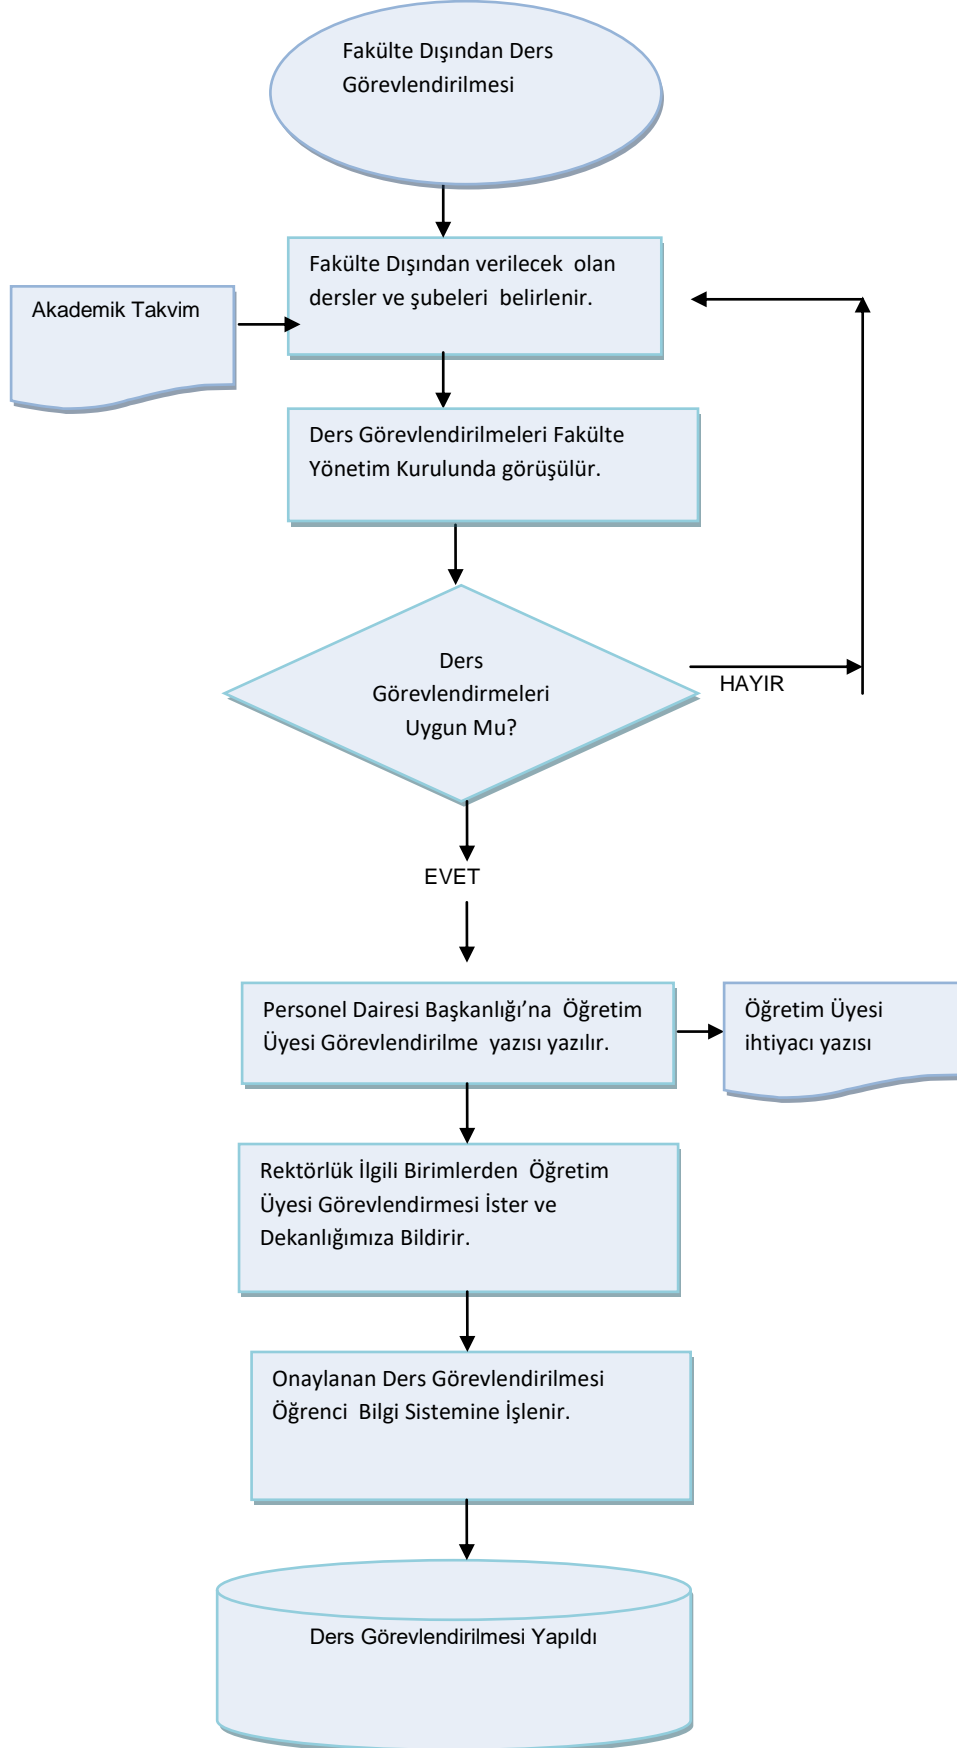 Fakülte Dışından Ders
Görevlendirilmesi
Fakülte Dışından verilecek olan
dersler ve şubeleri belirlenir.
Akademik Takvim
Ders Görevlendirilmeleri Fakülte
Yönetim Kurulunda görüşülür.
Ders
Görevlendirmeleri
Uygun Mu?
HAYIR
EVET
Personel Dairesi Başkanlığı’na Öğretim
Üyesi Görevlendirilme yazısı yazılır.
Öğretim Üyesi
ihtiyacı yazısı
Rektörlük İlgili Birimlerden Öğretim
Üyesi Görevlendirmesi İster ve
Dekanlığımıza Bildirir.
Onaylanan Ders Görevlendirilmesi
Öğrenci Bilgi Sistemine İşlenir.
Ders Görevlendirilmesi Yapıldı